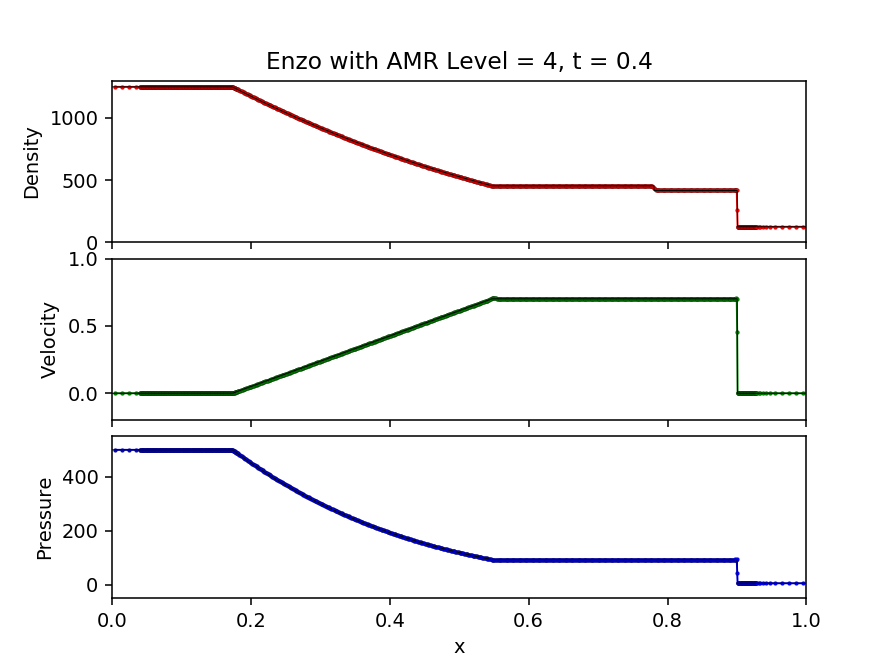 Enzo with AMR Level = 4, t = 0.4
Density
1000
500
0
Velocity
1.0
0.5
0.0
Pressure
400
200
0
0.0 0.2 0.4 0.6 0.8 1.0
x